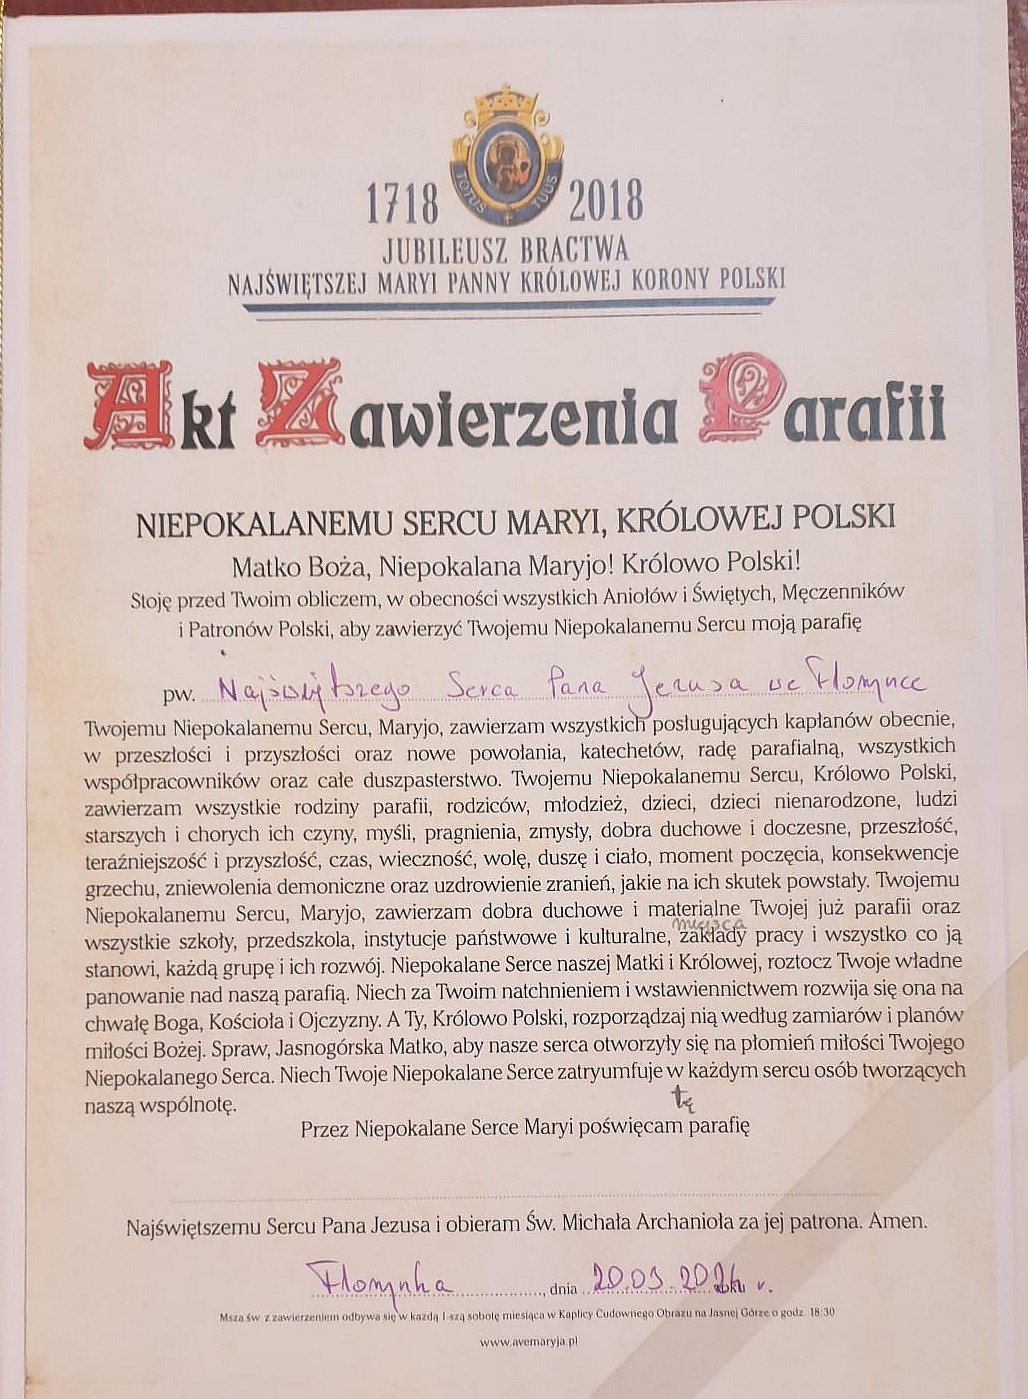 TOTUS TUUS
1718 2018
JUBILEUSZ BRACTWA
NAJŚWIĘTSZEJ MARYI PANNY KRÓLOWEJ KORONY POLSKI
Akt Zawierzenia Parafii
NIEPOKALANEMU SERCU MARYI, KRÓLOWEJ POLSKI
Matko Boża, Niepokalana Maryjo! Królowo Polski!
Stoję przed Twoim obliczem, w obecności wszystkich Aniołów i Świętych, Męczenników
i Patronów Polski, aby zawierzyć Twojemu Niepokalanemu Sercu moją parafię
pw. Najświętszego Serca Pana Jezusa we Florynce
Twojemu Niepokalanemu Sercu, Maryjo, zawierzam wszystkich posługujących kapłanów obecnie,
w przeszłości i przyszłości oraz nowe powołania, katechetów, radę parafialną, wszystkich
współpracowników oraz całe duszpasterstwo. Twojemu Niepokalanemu Sercu, Królowo Polski,
zawierzam wszystkie rodziny parafii, rodziców, młodzież, dzieci, dzieci nienarodzone, ludzi
starszych i chorych ich czyny, myśli, pragnienia, zmysły, dobra duchowe i doczesne, przeszłość,
teraźniejszość i przyszłość, czas, wieczność, wolę, duszę i ciało, moment poczęcia, konsekwencje
grzechu, zniewolenia demoniczne oraz uzdrowienie zranień, jakie na ich skutek powstały. Twojemu
Niepokalanemu Sercu, Maryjo, zawierzam dobra duchowe i materialne Twojej już parafii oraz
miejsca
wszystkie szkoły, przedszkola, instytucje państwowe i kulturalne, zakłady pracy i wszystko co ją
stanowi, każdą grupę i ich rozwój. Niepokalane Serce naszej Matki i Królowej, roztocz Twoje władne
panowanie nad naszą parafią. Niech za Twoim natchnieniem i wstawiennictwem rozwija się ona na
chwałę Boga, Kościoła i Ojczyzny. A Ty, Królowo Polski, rozporządzaj nią według zamiarów i planów
miłości Bożej. Spraw, Jasnogórska Matko, aby nasze serca otworzyły się na płomień miłości Twojego
Niepokalanego Serca. Niech Twoje Niepokalane Serce zatryumfuje w każdym sercu osób tworzących
naszą wspólnotę.
tę
Przez Niepokalane Serce Maryi poświęcam parafię
Najświętszemu Sercu Pana Jezusa i obieram Św. Michała Archanioła za jej patrona. Amen.
Florynka, dnia 20.03.2024 roku r.
Msza św. z zawierzeniem odbywa się w każdą I-szą sobotę miesiąca w Kaplicy Cudownego Obrazu na Jasnej Górze o godz. 18:30
www.avemaryja.pl